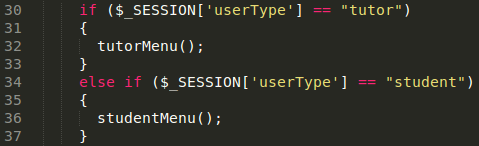 30 if ($_SESSION['userType'] == "tutor")
31 {
32 tutorMenu();
33 }
34 else if ($_SESSION['userType'] == "student")
35 {
36 studentMenu();
37 }